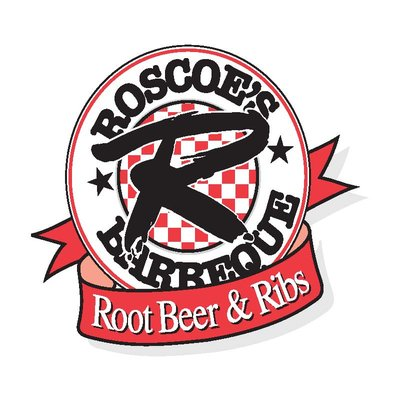 ROSCOE'S
R
BARBEQUE
Root Beer & Ribs